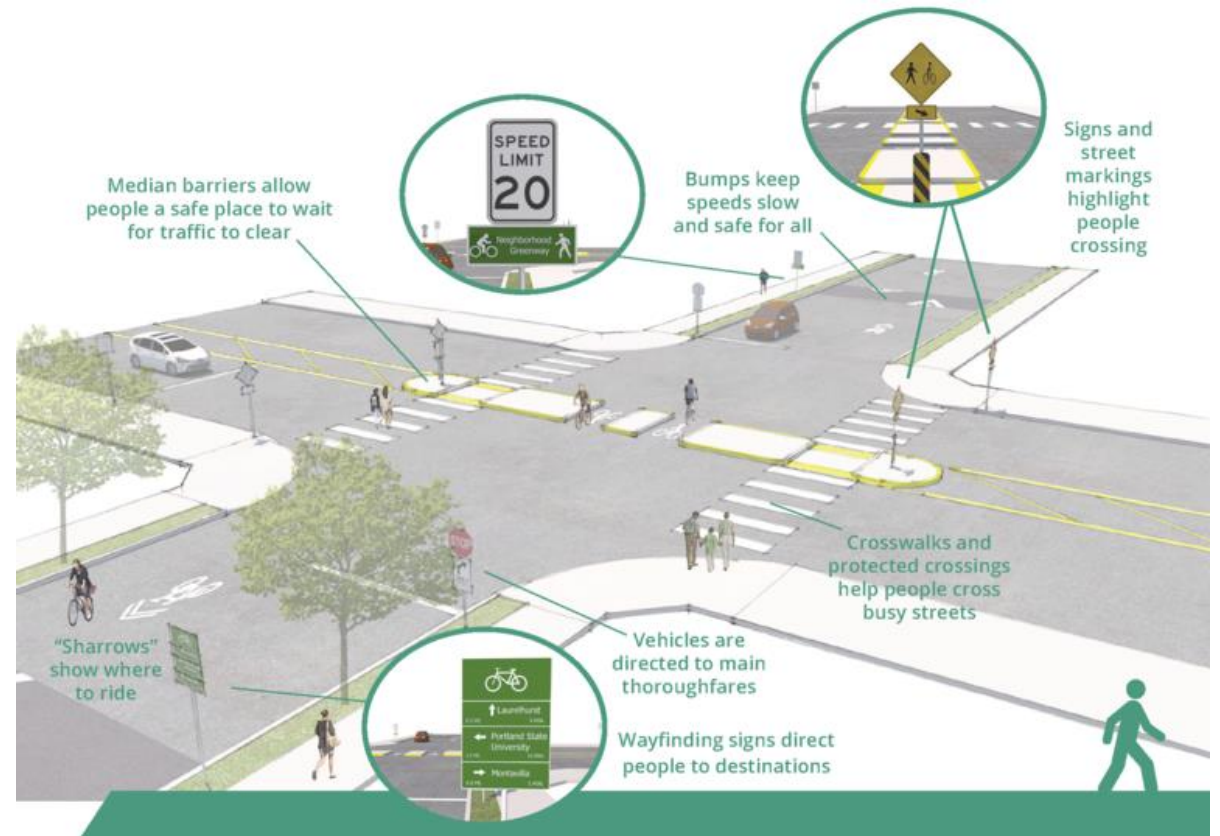 SPEED
LIMIT
20
Neighborhood
Greenway
Median barriers allow
people a safe place to wait
for traffic to clear
Bumps keep
speeds slow
and safe for all
Signs and
street
markings
highlight
people
crossing
Crosswalks and
protected crossings
help people cross
busy streets
STOP
Vehicles are
directed to main
thoroughfares
"Sharrows"
show where
to ride
Laurelhurst
Portland State
University
Montavilla
Wayfinding signs direct
people to destinations